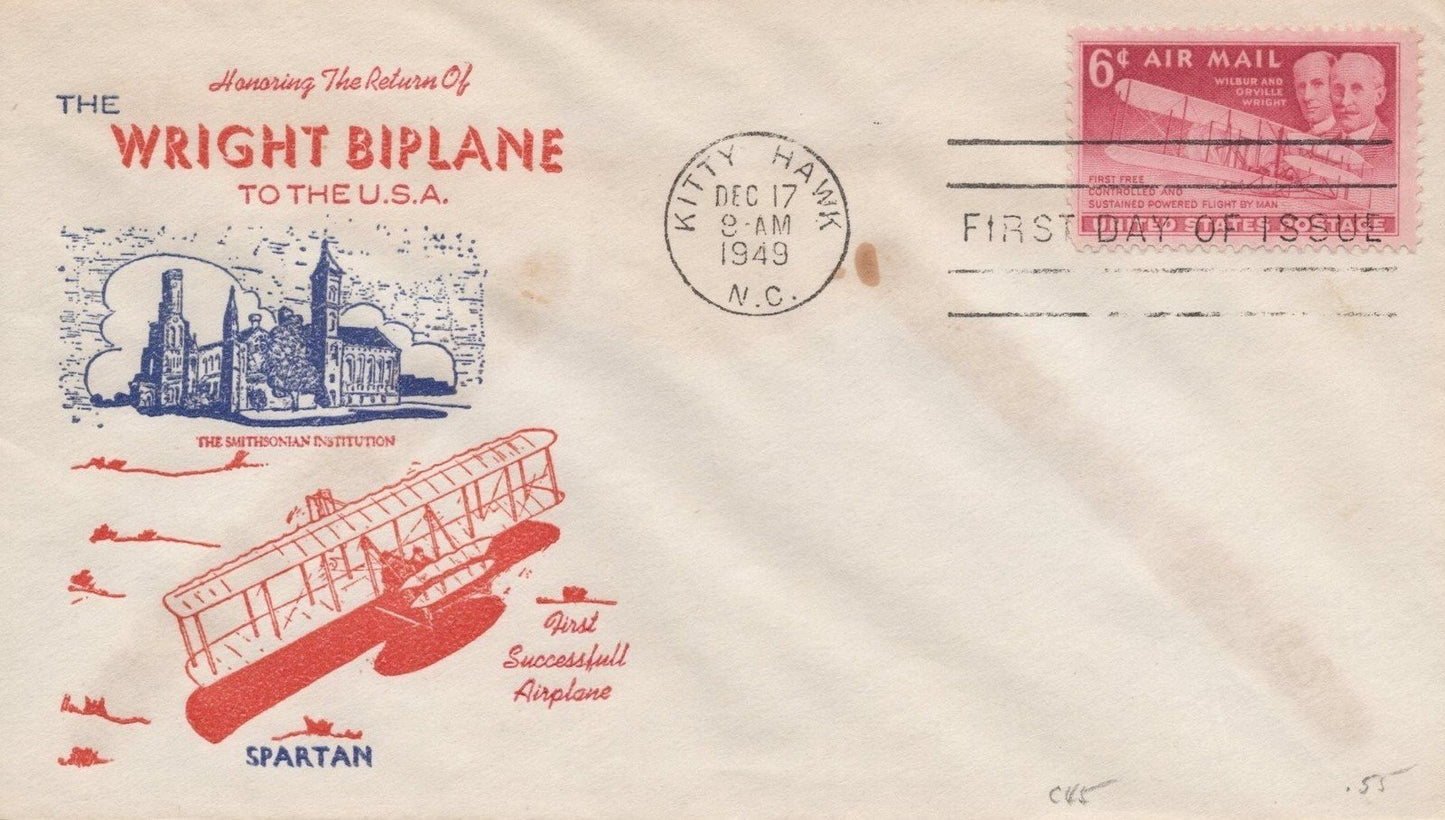 Honoring The Return Of
THE
WRIGHT BIPLANE
TO THE U.S.A.
THE SMITHSONIAN INSTITUTION
First
Successfull
Airplane
SPARTAN
KITTY HAWK
DEC 17
8-AM
1949
N.C.
6¢ AIR MAIL
WILBUR AND
ORVILLE
WRIGHT
FIRST FREE
CONTROLLED AND
SUSTAINED POWERED FLIGHT BY MAN
UNITED STATES POSTAGE
FIRST DAY OF ISSUE
C45
.55